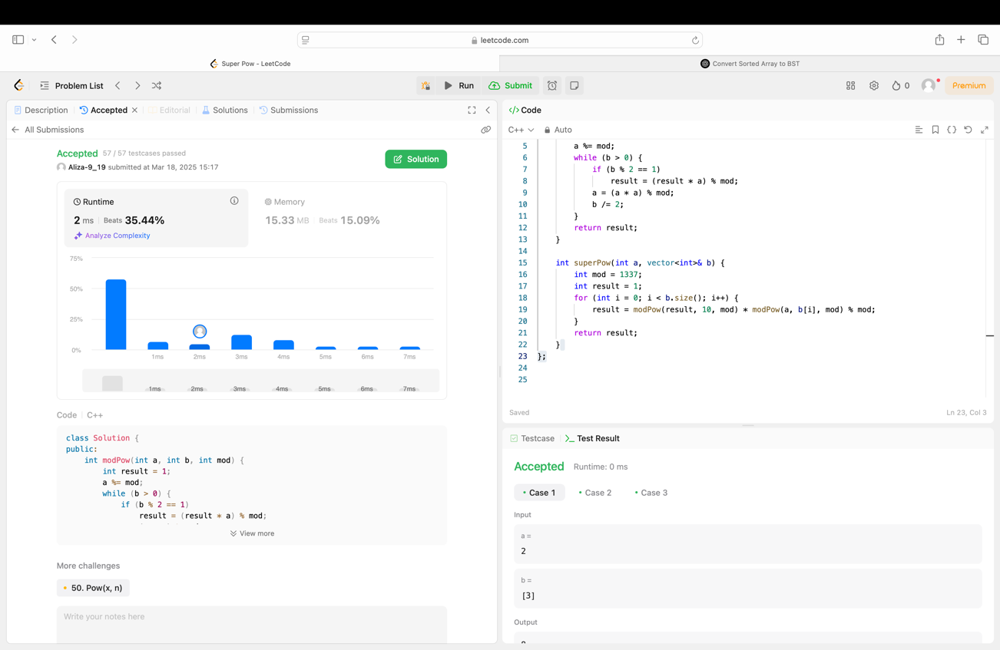 leetcode.com
Super Pow - LeetCode
Convert Sorted Array to BST
Problem List
Run
Submit
0
Premium
Description
Accepted
Editorial
Solutions
Submissions
All Submissions
Accepted 57 / 57 testcases passed
Aliza-9_19 submitted at Mar 18, 2025 15:17
Solution
Runtime
2 ms Beats 35.44%
Analyze Complexity
Memory
15.33 MB Beats 15.09%
75%
50%
25%
0%
1ms 2ms 3ms 4ms 5ms 6ms 7ms
1ms 2ms 3ms 4ms 5ms 6ms 7ms
Code C++
class Solution {
public:
    int modPow(int a, int b, int mod) {
        int result = 1;
        a %= mod;
        while (b > 0) {
            if (b % 2 == 1)
                result = (result * a) % mod;
View more
More challenges
50. Pow(x, n)
Write your notes here
</> Code
C++ Auto
5         a %= mod;
6         while (b > 0) {
7             if (b % 2 == 1)
8                 result = (result * a) % mod;
9             a = (a * a) % mod;
10             b /= 2;
11         }
12         return result;
13     }
14
15     int superPow(int a, vector<int>& b) {
16         int mod = 1337;
17         int result = 1;
18         for (int i = 0; i < b.size(); i++) {
19             result = modPow(result, 10, mod) * modPow(a, b[i], mod) % mod;
20         }
21         return result;
22     }
23 };
24
25
Saved
Ln 23, Col 3
Testcase
>_ Test Result
Accepted Runtime: 0 ms
Case 1 Case 2 Case 3
Input
a =
2
b =
[3]
Output